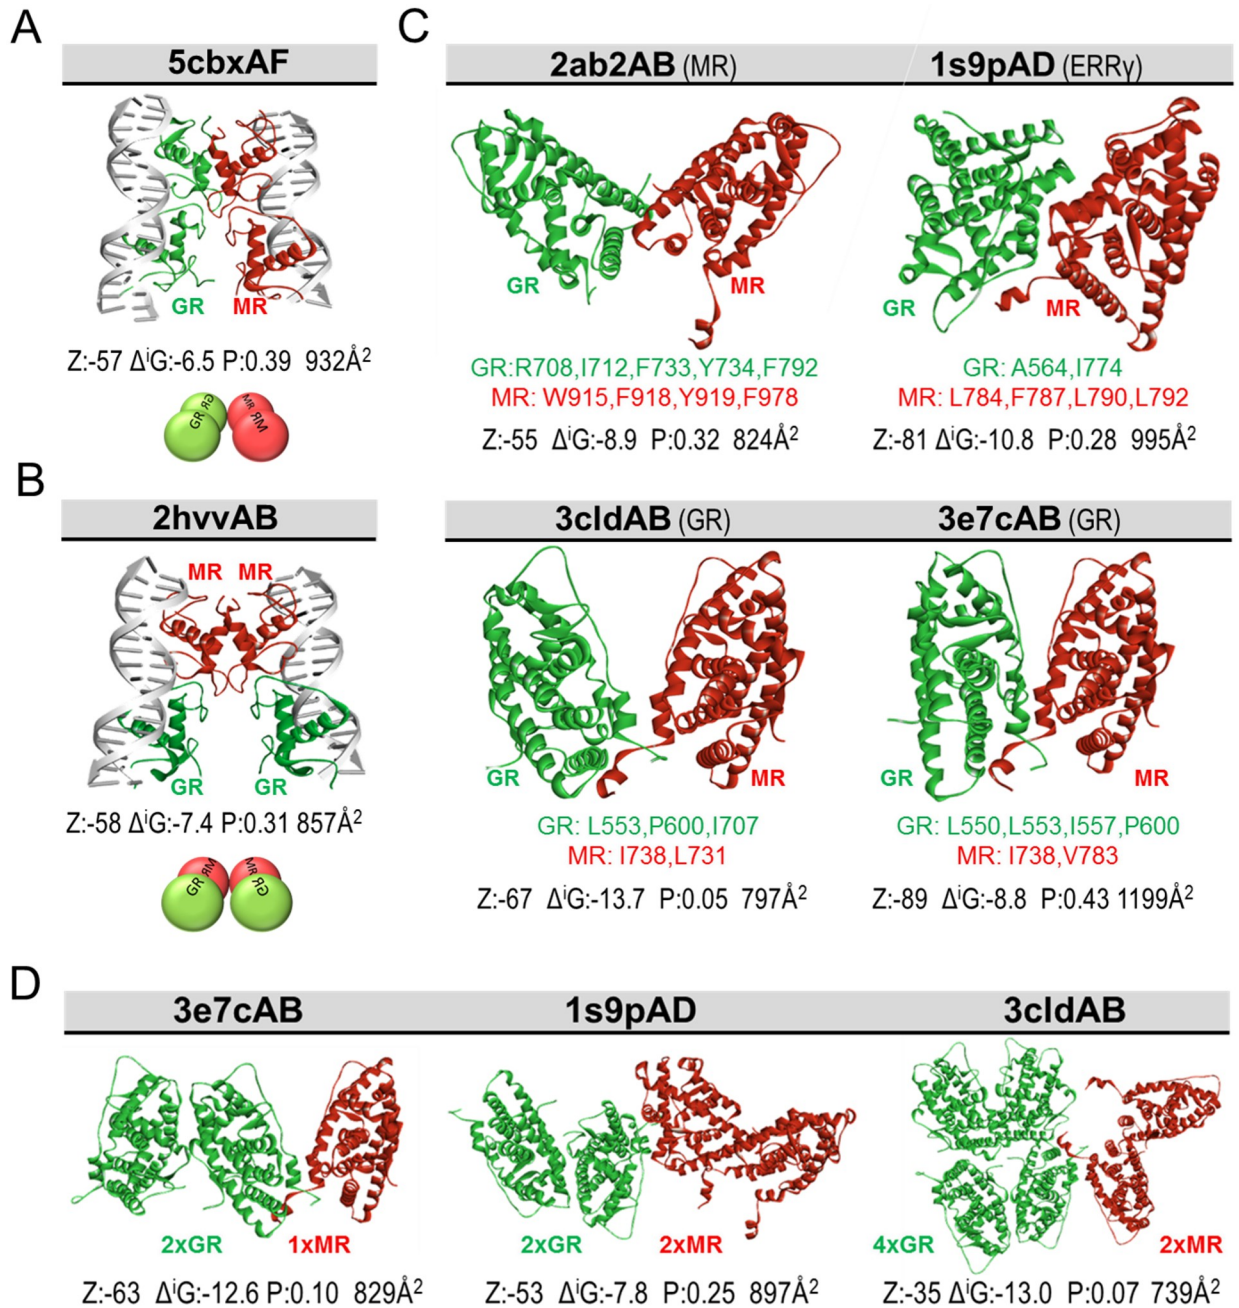 A
5cbxAF
GR MR
Z:-57 ΔⁱG:-6.5 P:0.39 932Å²
GR GR MR MR
B
2hvvAB
MR MR
GR GR
Z:-58 ΔⁱG:-7.4 P:0.31 857Å²
GR MR MR GR
C
2ab2AB (MR) 1s9pAD (ERRγ)
GR MR GR MR
GR:R708,I712,F733,Y734,F792 GR: A564,I774
MR: W915,F918,Y919,F978 MR: L784,F787,L790,L792
Z:-55 ΔⁱG:-8.9 P:0.32 824Å² Z:-81 ΔⁱG:-10.8 P:0.28 995Å²
3cldAB (GR) 3e7cAB (GR)
GR MR GR MR
GR: L553,P600,I707 GR: L550,L553,I557,P600
MR: I738,L731 MR: I738,V783
Z:-67 ΔⁱG:-13.7 P:0.05 797Å² Z:-89 ΔⁱG:-8.8 P:0.43 1199Å²
D
3e7cAB 1s9pAD 3cldAB
2xGR 1xMR 2xGR 2xMR 4xGR 2xMR
Z:-63 ΔⁱG:-12.6 P:0.10 829Å² Z:-53 ΔⁱG:-7.8 P:0.25 897Å² Z:-35 ΔⁱG:-13.0 P:0.07 739Å²